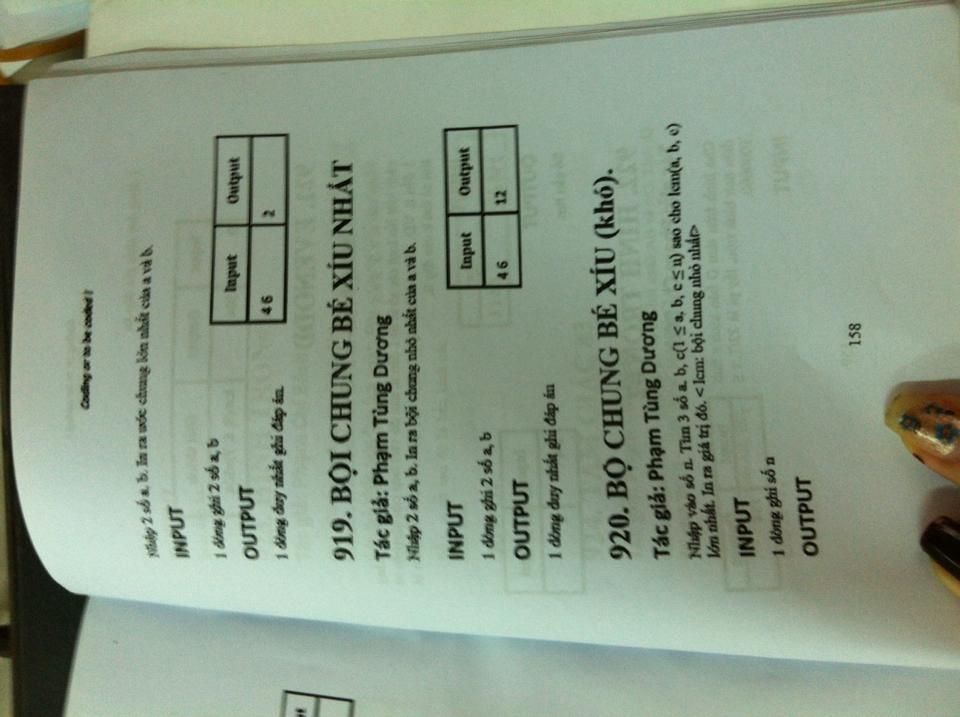 Coding or to be coded !
Nhập 2 số a, b. In ra ước chung lớn nhất của a và b.
INPUT
1 dòng ghi 2 số a, b
OUTPUT
1 dòng duy nhất ghi đáp án.
Input Output
4 6 2
919. BỘI CHUNG BÉ XÍU NHẤT
Tác giả: Phạm Tùng Dương
Nhập 2 số a, b. In ra bội chung nhỏ nhất của a và b.
INPUT
1 dòng ghi 2 số a, b
OUTPUT
1 dòng duy nhất ghi đáp án
Input Output
4 6 12
920. BỘ CHUNG BÉ XÍU (khó).
Tác giả: Phạm Tùng Dương
Nhập vào số n. Tìm 3 số a, b, c(1 ≤ a, b, c ≤ n) sao cho lcm(a, b, c)
lớn nhất. In ra giá trị đó. < lcm: bội chung nhỏ nhất>
INPUT
1 dòng ghi số n
OUTPUT
158